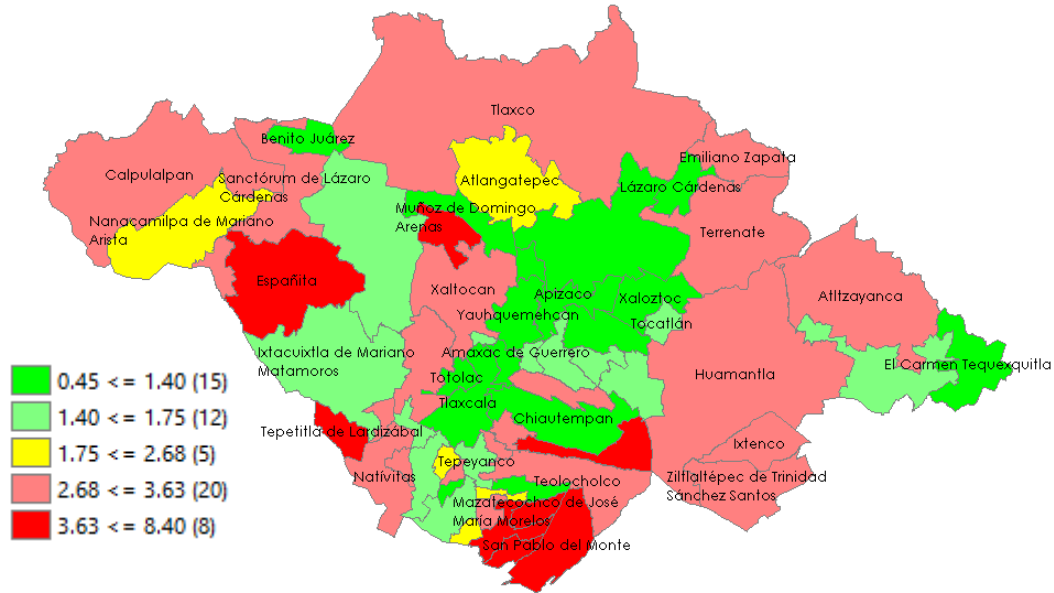 Tlaxco
Benito Juárez
Emiliano Zapata
Calpulalpan
Sanctórum de Lázaro
Cárdenas
Atlangatepec
Lázaro Cárdenas
Nanacamilpa de Mariano
Arista
Muñoz de Domingo
Arenas
Terrenate
Españita
Xaltocan
Apizaco
Xaloztoc
Atltzayanca
Yauhquemehcan
Tocatlán
Ixtacuixtla de Mariano
Matamoros
Amaxac de Guerrero
El Carmen Tequexquitla
Totolac
Huamantla
Tlaxcala
Chiautempan
Tepetitla de Lardizábal
Ixtenco
Tepeyanco
Natívitas
Teolocholco
Ziltlaltépec de Trinidad
Sánchez Santos
Mazatecochco de José
María Morelos
San Pablo del Monte
0.45 <= 1.40 (15)
1.40 <= 1.75 (12)
1.75 <= 2.68 (5)
2.68 <= 3.63 (20)
3.63 <= 8.40 (8)